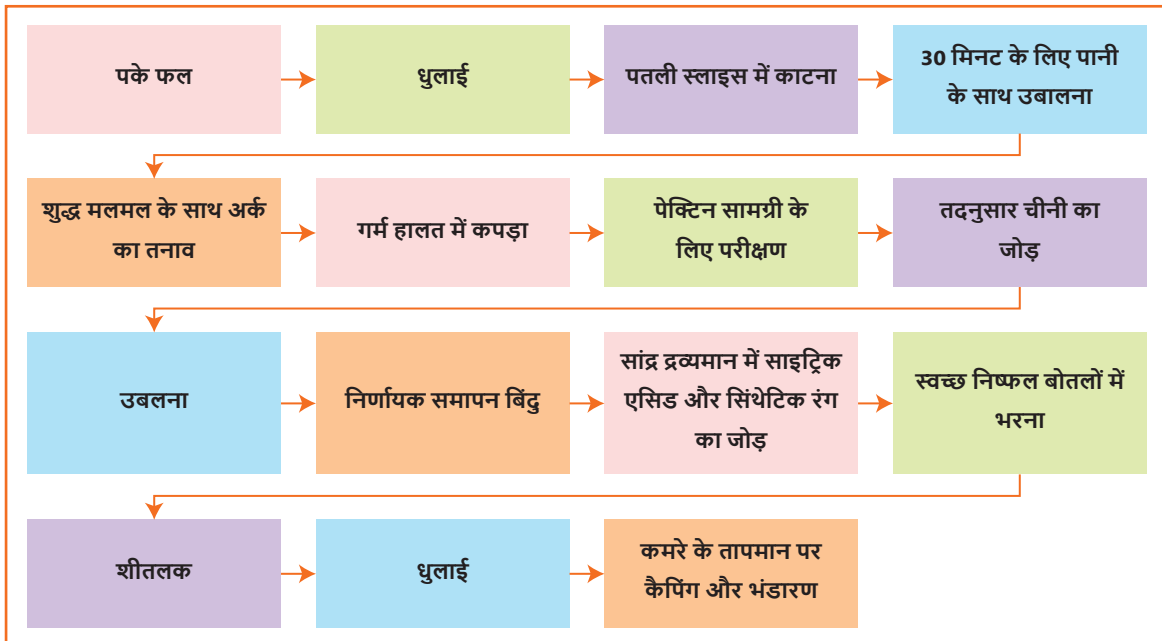 पके फल
धुलाई
पतली स्लाइस में काटना
30 मिनट के लिए पानी
के साथ उबालना
शुद्ध मलमल के साथ अर्क
का तनाव
गर्म हालत में कपड़ा
पेक्टिन सामग्री के
लिए परीक्षण
तदनुसार चीनी का
जोड़
उबलना
निर्णायक समापन बिंदु
सांद्र द्रव्यमान में साइट्रिक
एसिड और सिंथेटिक रंग
का जोड़
स्वच्छ निष्फल बोतलों में
भरना
शीतलक
धुलाई
कमरे के तापमान पर
कैपिंग और भंडारण